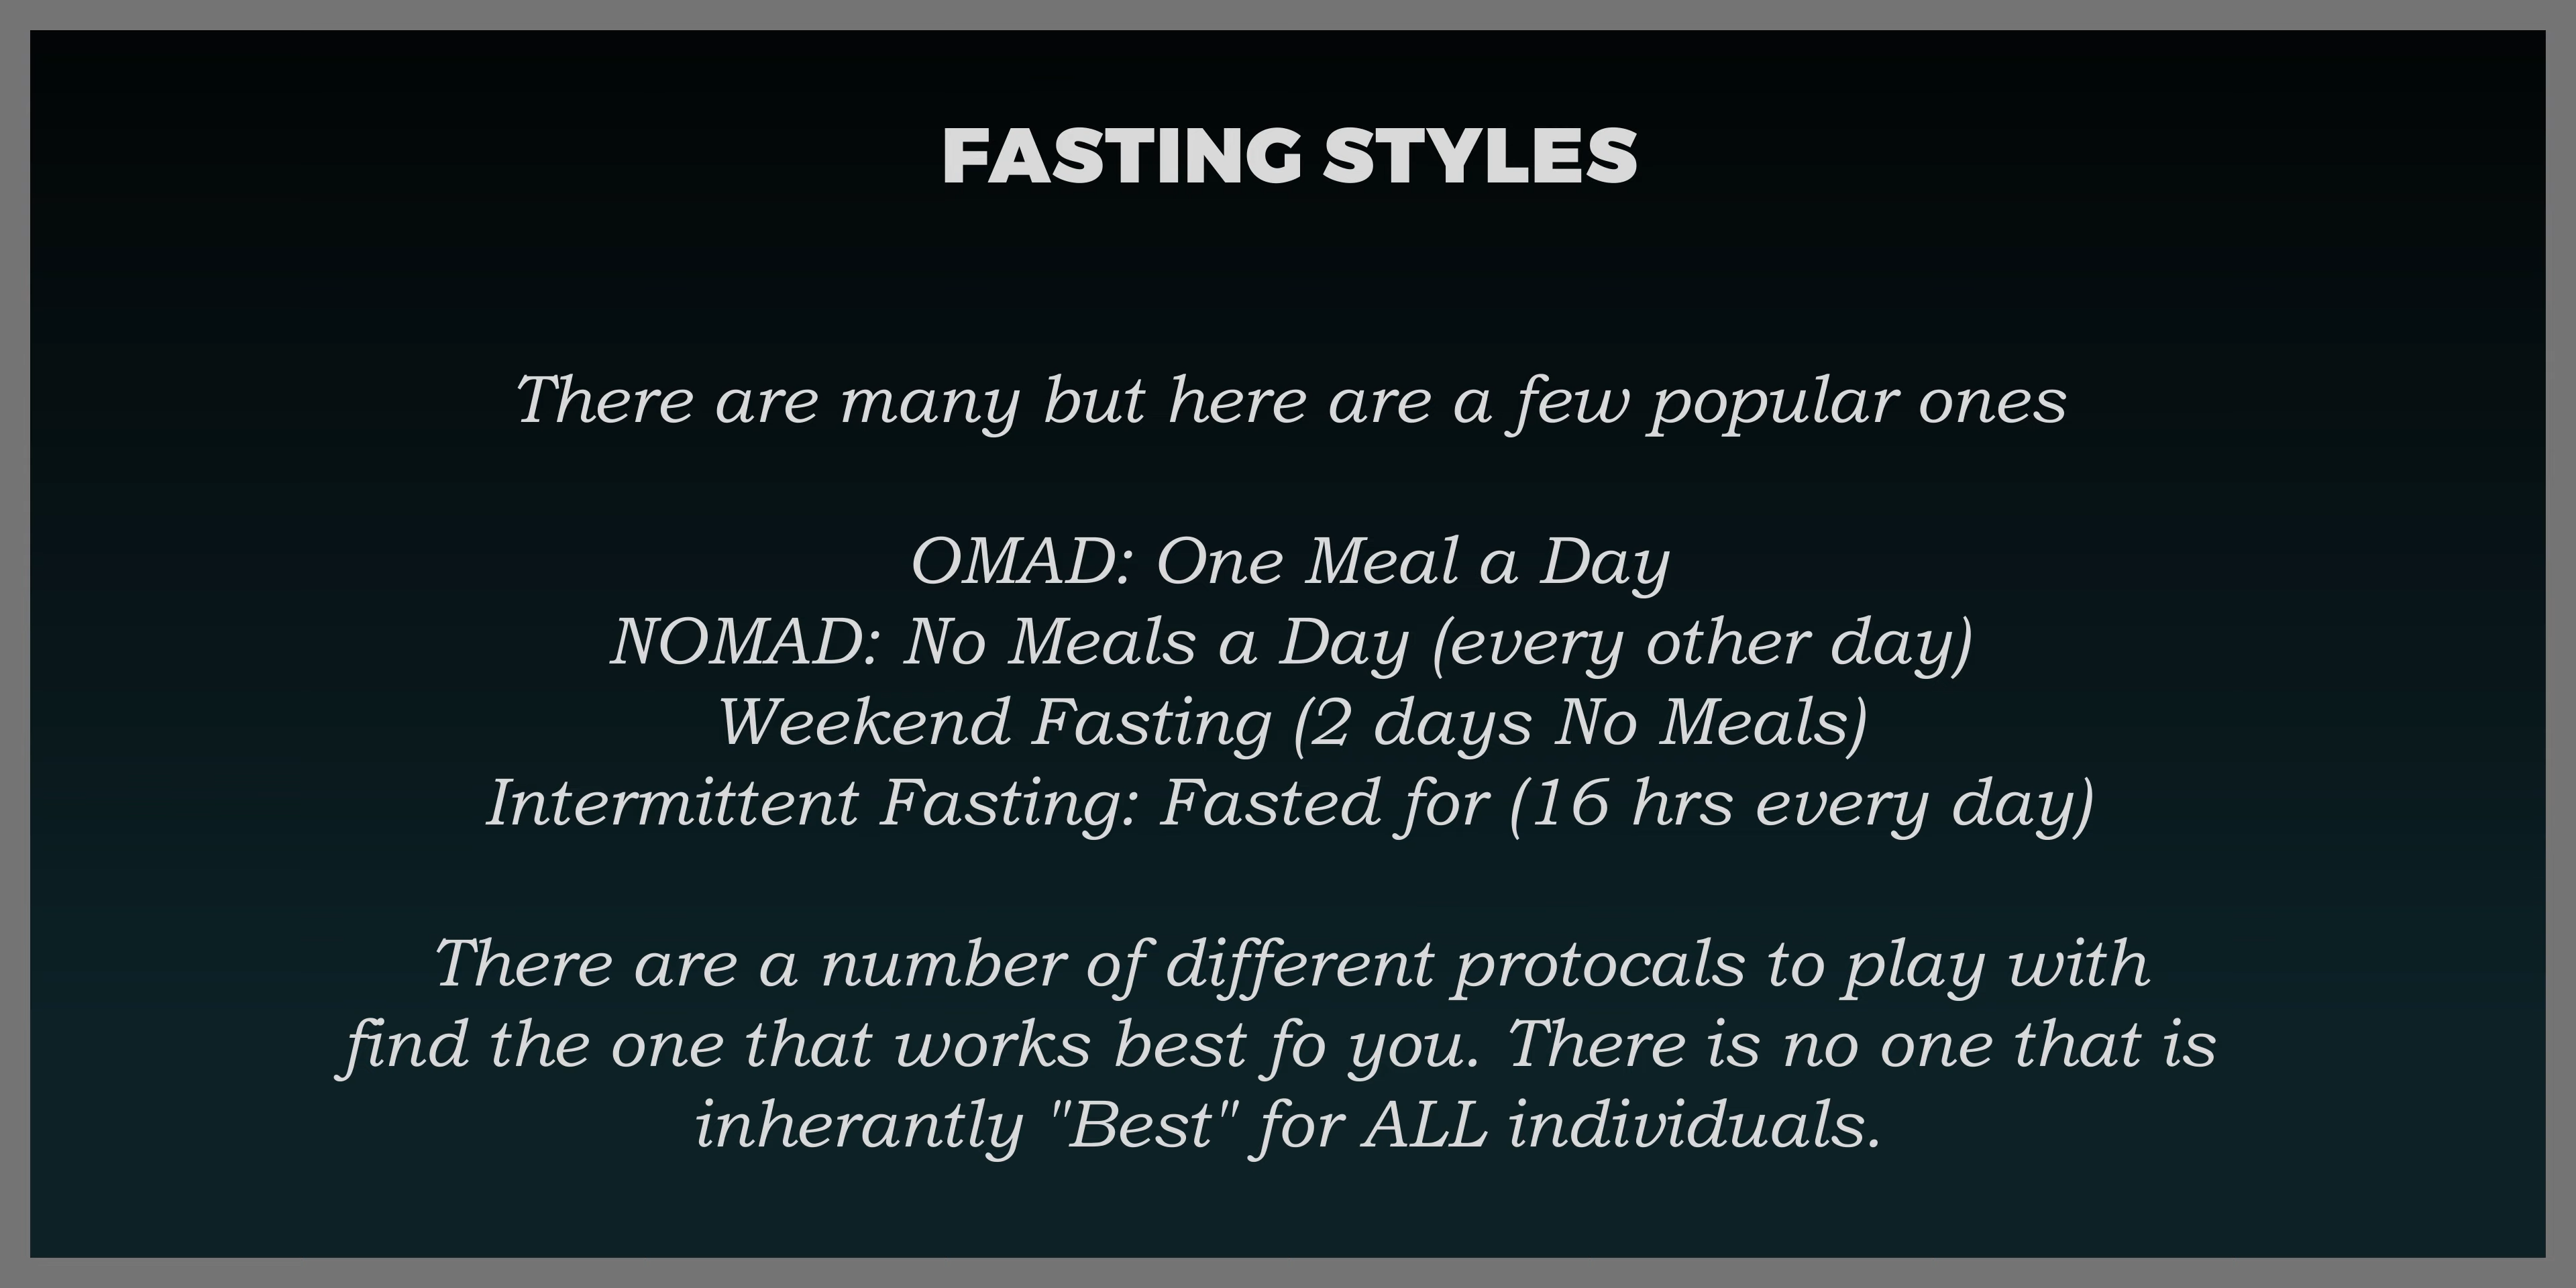 FASTING STYLES
There are many but here are a few popular ones
OMAD: One Meal a Day
NOMAD: No Meals a Day (every other day)
Weekend Fasting (2 days No Meals)
Intermittent Fasting: Fasted for (16 hrs every day)
There are a number of different protocals to play with
find the one that works best fo you. There is no one that is
inherantly "Best" for ALL individuals.